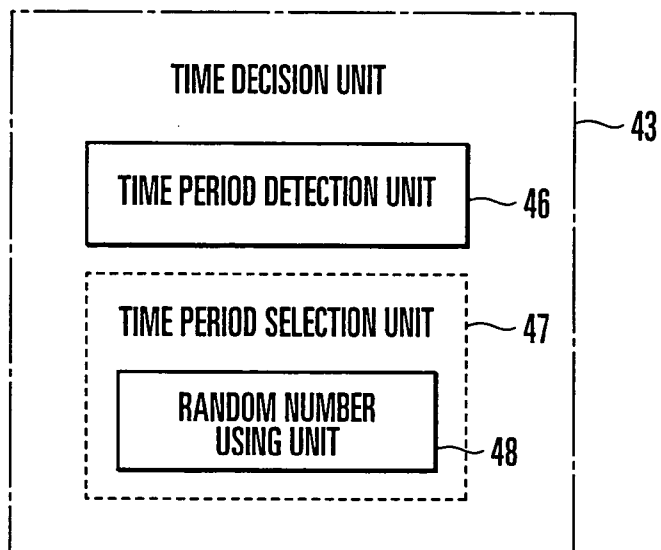 TIME DECISION UNIT
43
TIME PERIOD DETECTION UNIT
46
TIME PERIOD SELECTION UNIT
47
RANDOM NUMBER
USING UNIT
48